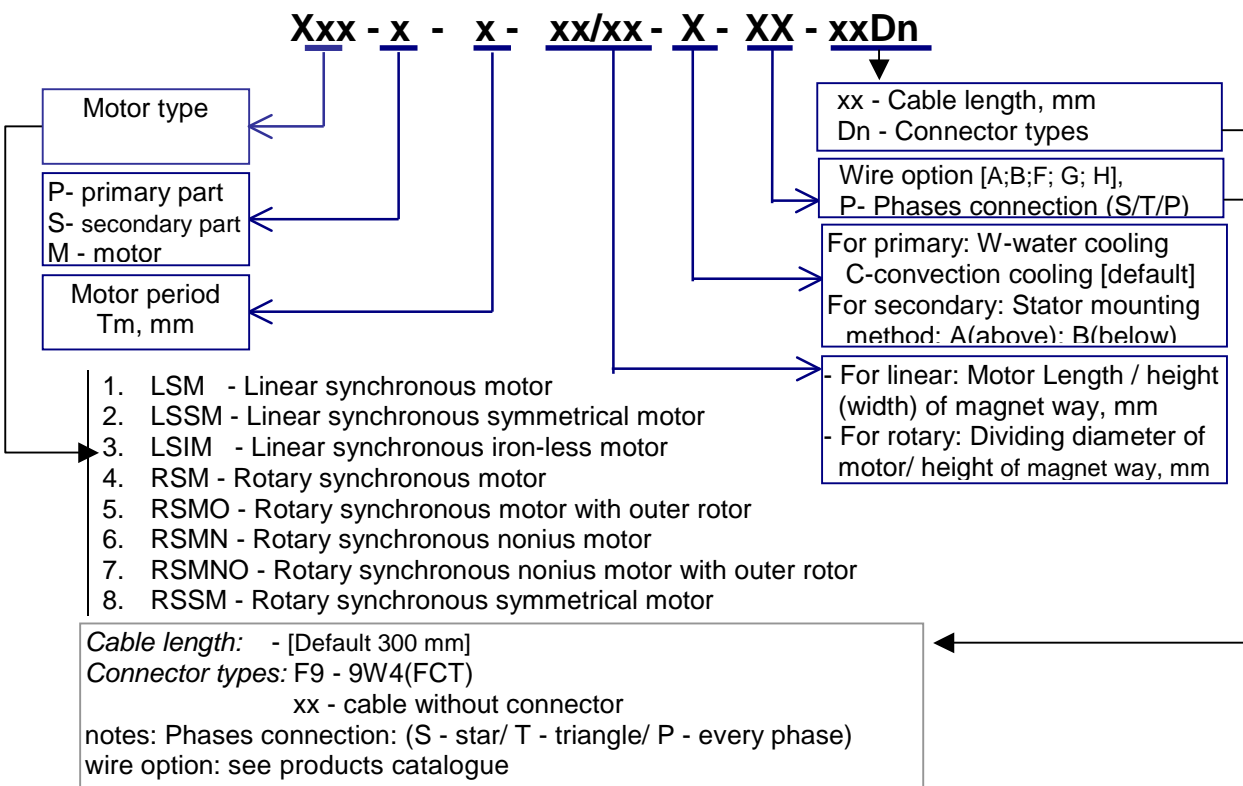 Xxx - x - x - xx/xx - X - XX - xxDn
Motor type
P- primary part
S- secondary part
M - motor
Motor period
Tm, mm
xx - Cable length, mm
Dn - Connector types
Wire option [A;B;F; G; H],
P- Phases connection (S/T/P)
For primary: W-water cooling
C-convection cooling [default]
For secondary: Stator mounting
method: A(above); B(below)
- For linear: Motor Length / height
(width) of magnet way, mm
- For rotary: Dividing diameter of
motor/ height of magnet way, mm
1. LSM - Linear synchronous motor
2. LSSM - Linear synchronous symmetrical motor
3. LSIM - Linear synchronous iron-less motor
4. RSM - Rotary synchronous motor
5. RSMO - Rotary synchronous motor with outer rotor
6. RSMN - Rotary synchronous nonius motor
7. RSMNO - Rotary synchronous nonius motor with outer rotor
8. RSSM - Rotary synchronous symmetrical motor
Cable length: - [Default 300 mm]
Connector types: F9 - 9W4(FCT)
xx - cable without connector
notes: Phases connection: (S - star/ T - triangle/ P - every phase)
wire option: see products catalogue